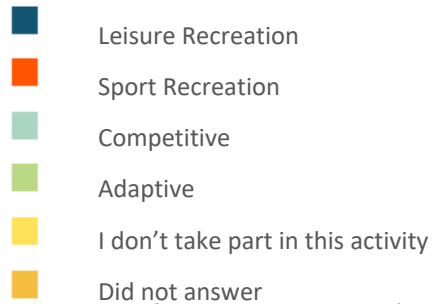 Leisure Recreation
Sport Recreation
Competitive
Adaptive
I don’t take part in this activity
Did not answer